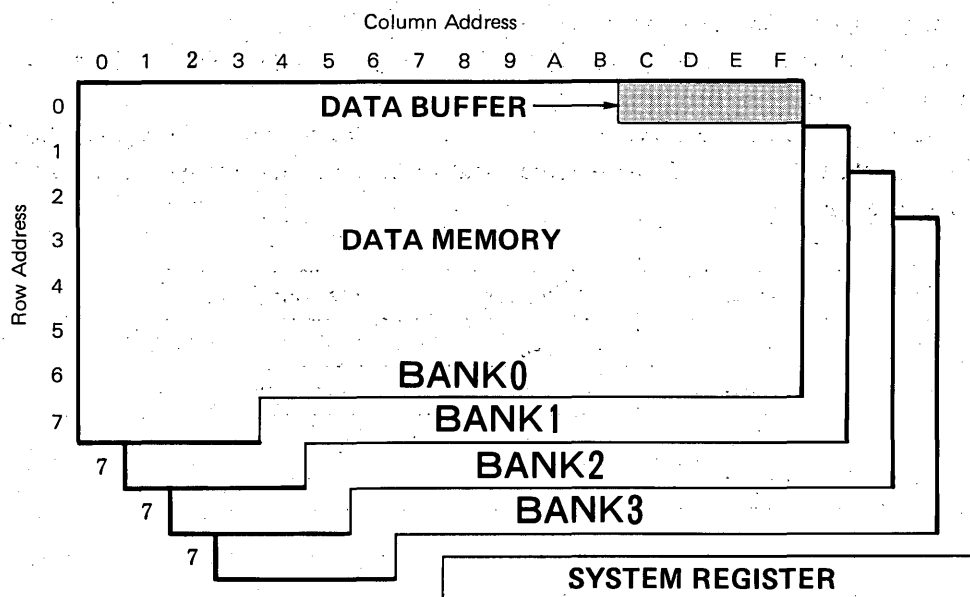 Column Address
0 1 2 3 4 5 6 7 8 9 A B C D E F
0 DATA BUFFER
1
2
Row Address
3 DATA MEMORY
4
5
6 BANK0
7 BANK1
7 BANK2
7 BANK3
7
SYSTEM REGISTER